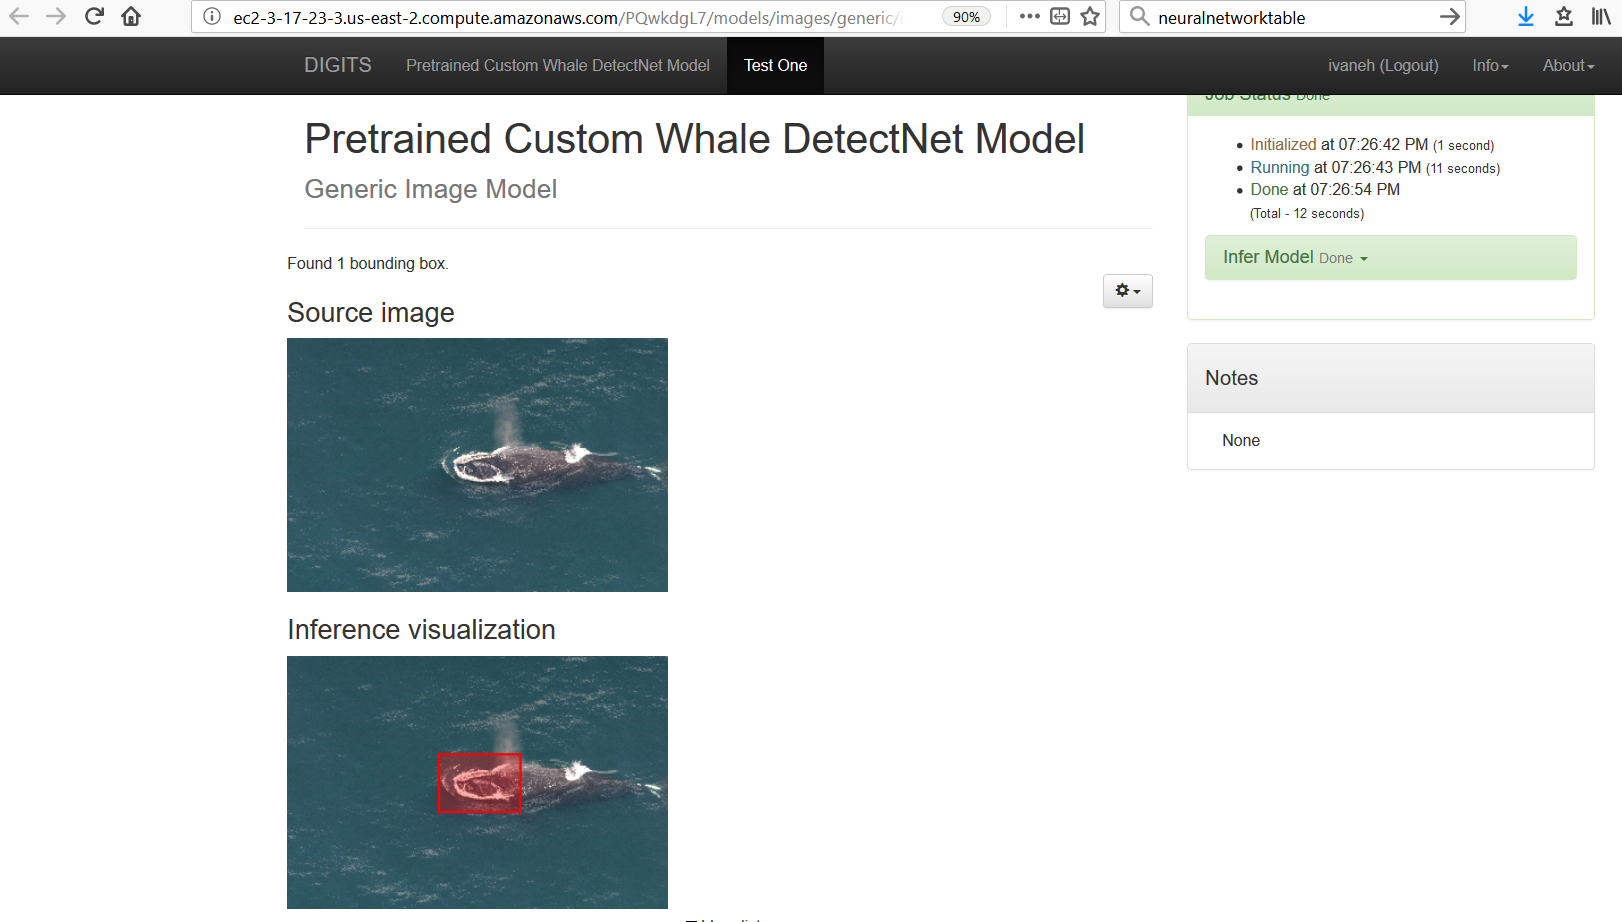 ec2-3-17-23-3.us-east-2.compute.amazonaws.com/PQwkdgL7/models/images/generic/
90%
neuralnetworktable
DIGITS
Pretrained Custom Whale DetectNet Model
Test One
ivaneh (Logout)
Info
About
Job Status Done
Pretrained Custom Whale DetectNet Model
Generic Image Model
Initialized at 07:26:42 PM (1 second)
Running at 07:26:43 PM (11 seconds)
Done at 07:26:54 PM
(Total - 12 seconds)
Infer Model Done
Found 1 bounding box.
Source image
Notes
None
Inference visualization